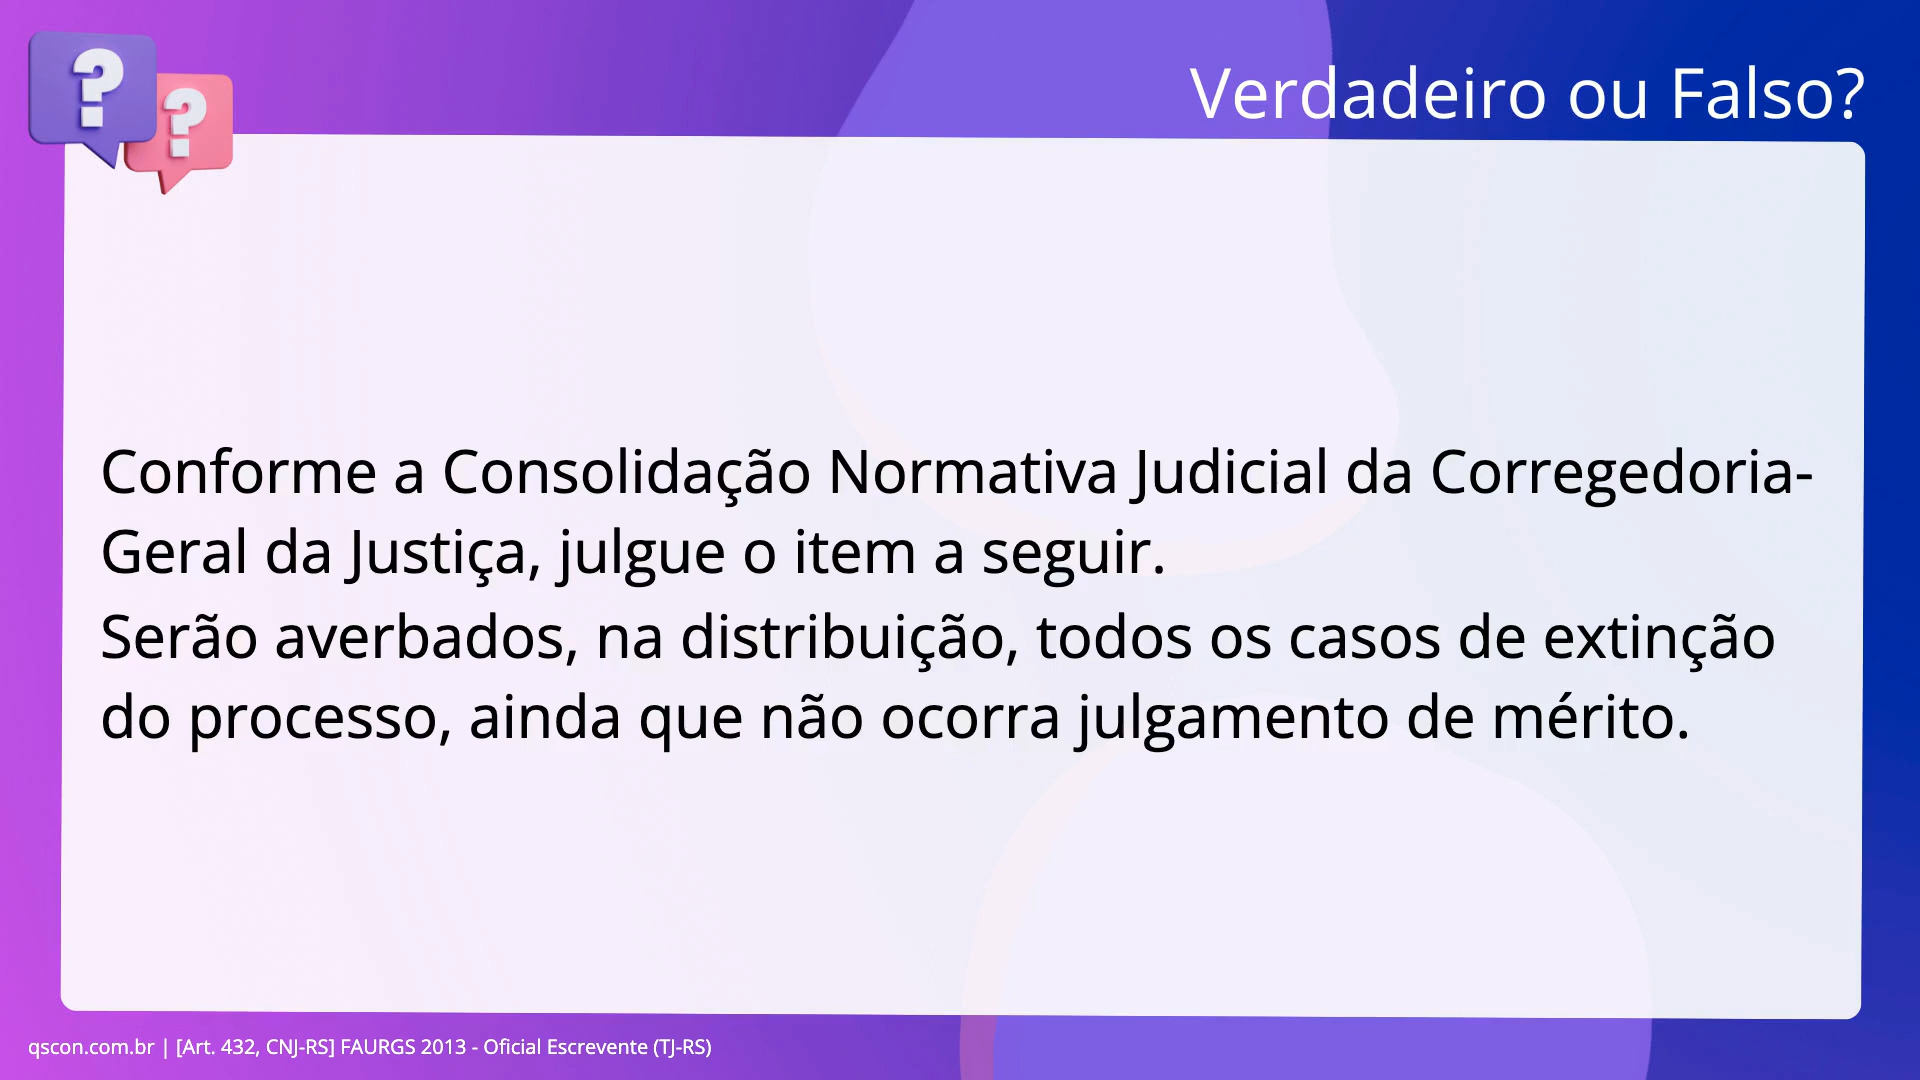 Verdadeiro ou Falso?
Conforme a Consolidação Normativa Judicial da Corregedoria-
Geral da Justiça, julgue o item a seguir.
Serão averbados, na distribuição, todos os casos de extinção
do processo, ainda que não ocorra julgamento de mérito.
qscon.com.br | [Art. 432, CNJ-RS] FAURGS 2013 - Oficial Escrevente (TJ-RS)